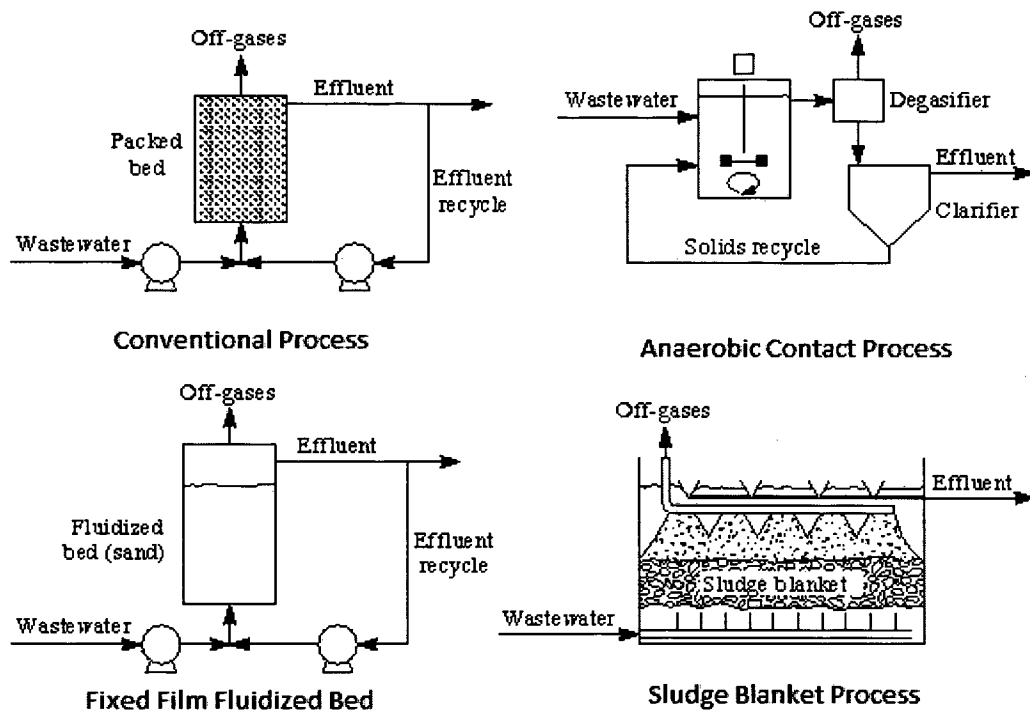 Off-gases
Effluent
Packed
bed
Effluent
recycle
Wastewater
Conventional Process
Off-gases
Wastewater
Degasifier
Effluent
Clarifier
Solids recycle
Anaerobic Contact Process
Off-gases
Effluent
Fluidized
bed (sand)
Effluent
recycle
Wastewater
Fixed Film Fluidized Bed
Off-gases
Effluent
Sludge blanket
Wastewater
Sludge Blanket Process